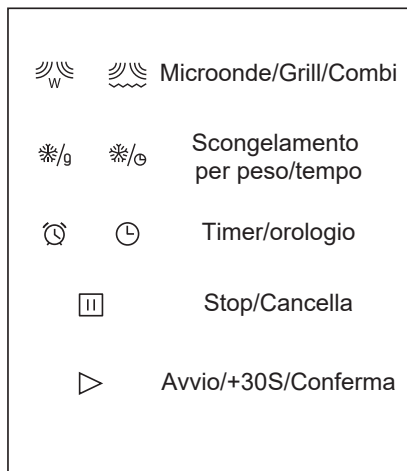 W Microonde/Grill/Combi
/g / Scongelamento
per peso/tempo
Timer/orologio
Stop/Cancella
Avvio/+30S/Conferma